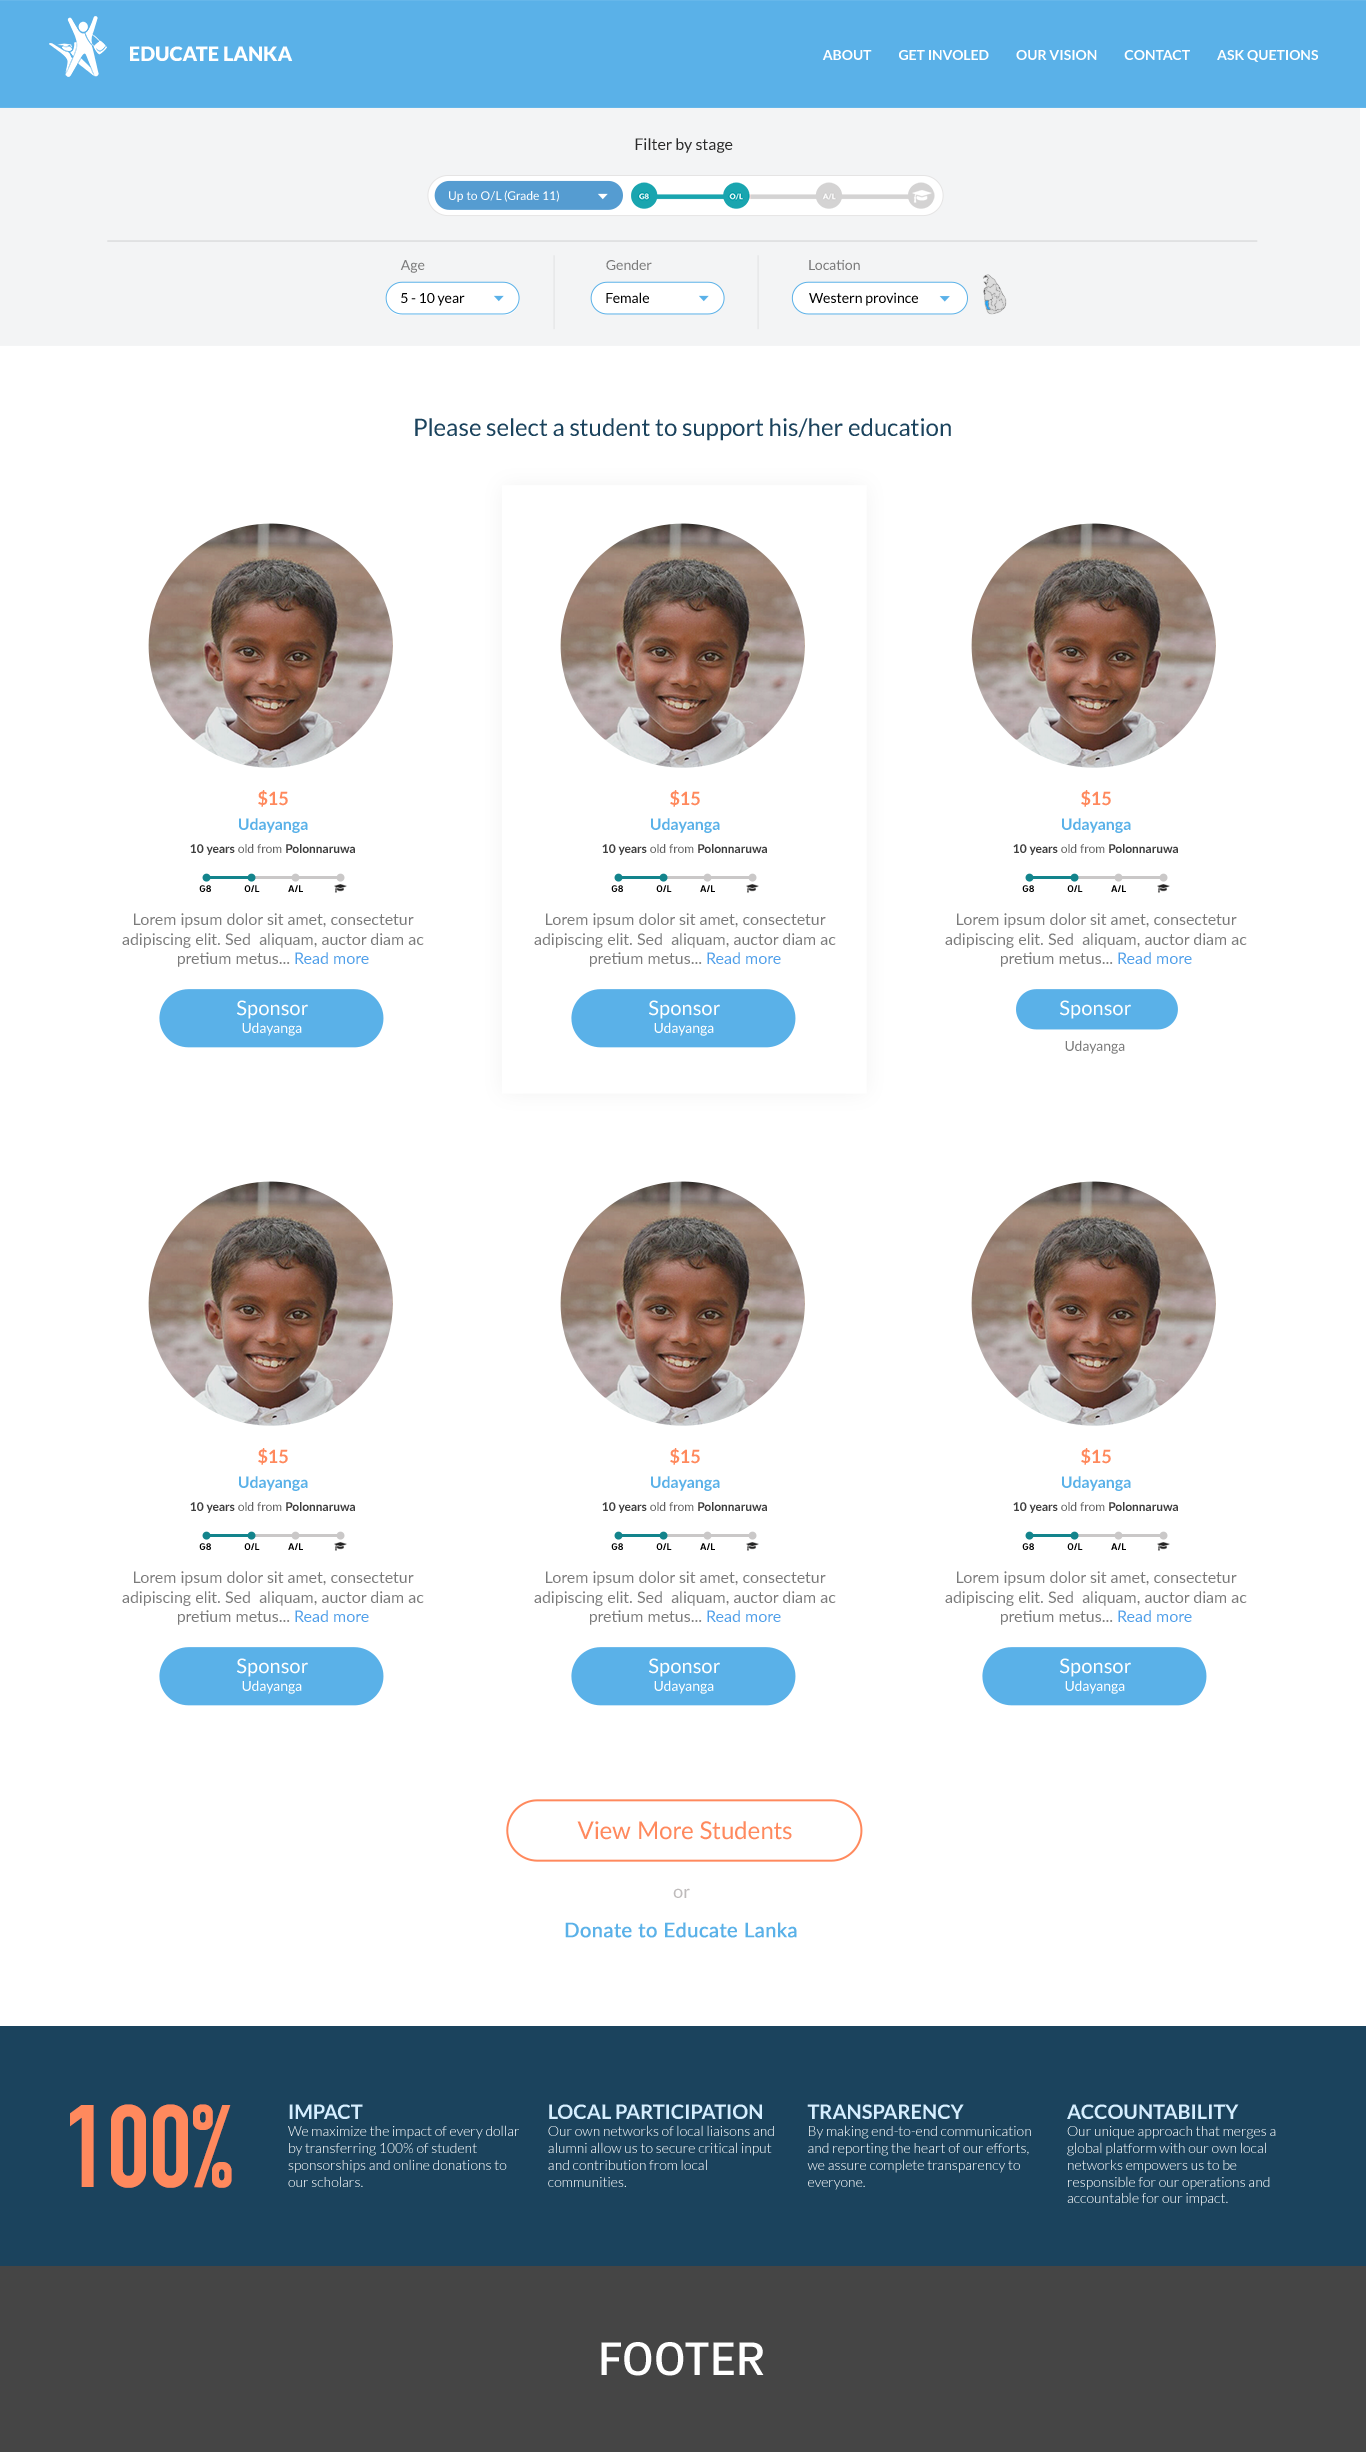 EDUCATE LANKA
ABOUT GET INVOLED OUR VISION CONTACT ASK QUETIONS
Filter by stage
Up to O/L (Grade 11) G8 O/L A/L
Age Gender Location
5 - 10 year Female Western province
Please select a student to support his/her education
$15 $15 $15
Udayanga Udayanga Udayanga
10 years old from Polonnaruwa 10 years old from Polonnaruwa 10 years old from Polonnaruwa
G8 O/L A/L G8 O/L A/L G8 O/L A/L
Lorem ipsum dolor sit amet, consectetur Lorem ipsum dolor sit amet, consectetur Lorem ipsum dolor sit amet, consectetur
adipiscing elit. Sed aliquam, auctor diam ac adipiscing elit. Sed aliquam, auctor diam ac adipiscing elit. Sed aliquam, auctor diam ac
pretium metus... Read more pretium metus... Read more pretium metus... Read more
Sponsor Sponsor Sponsor
Udayanga Udayanga Udayanga
$15 $15 $15
Udayanga Udayanga Udayanga
10 years old from Polonnaruwa 10 years old from Polonnaruwa 10 years old from Polonnaruwa
G8 O/L A/L G8 O/L A/L G8 O/L A/L
Lorem ipsum dolor sit amet, consectetur Lorem ipsum dolor sit amet, consectetur Lorem ipsum dolor sit amet, consectetur
adipiscing elit. Sed aliquam, auctor diam ac adipiscing elit. Sed aliquam, auctor diam ac adipiscing elit. Sed aliquam, auctor diam ac
pretium metus... Read more pretium metus... Read more pretium metus... Read more
Sponsor Sponsor Sponsor
Udayanga Udayanga Udayanga
View More Students
or
Donate to Educate Lanka
100%
IMPACT
We maximize the impact of every dollar
by transferring 100% of student
sponsorships and online donations to
our scholars.
LOCAL PARTICIPATION
Our own networks of local liaisons and
alumni allow us to secure critical input
and contribution from local
communities.
TRANSPARENCY
By making end-to-end communication
and reporting the heart of our efforts,
we assure complete transparency to
everyone.
ACCOUNTABILITY
Our unique approach that merges a
global platform with our own local
networks empowers us to be
responsible for our operations and
accountable for our impact.
FOOTER